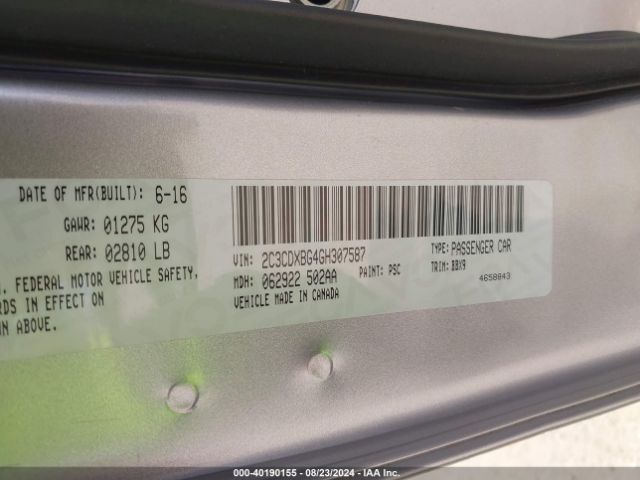 DATE OF MFR(BUILT): 6-16
GAWR: 01275 KG
REAR: 02810 LB
FEDERAL MOTOR VEHICLE SAFETY,
RDS IN EFFECT ON
N ABOVE.
VIN: 2C3CDXBG4GH307587
TYPE: PASSENGER CAR
MDH: 062922 502AA
PAINT: PSC
TRIM: BBX9
VEHICLE MADE IN CANADA
4658843
000-40190155 - 08/23/2024 - IAA Inc.